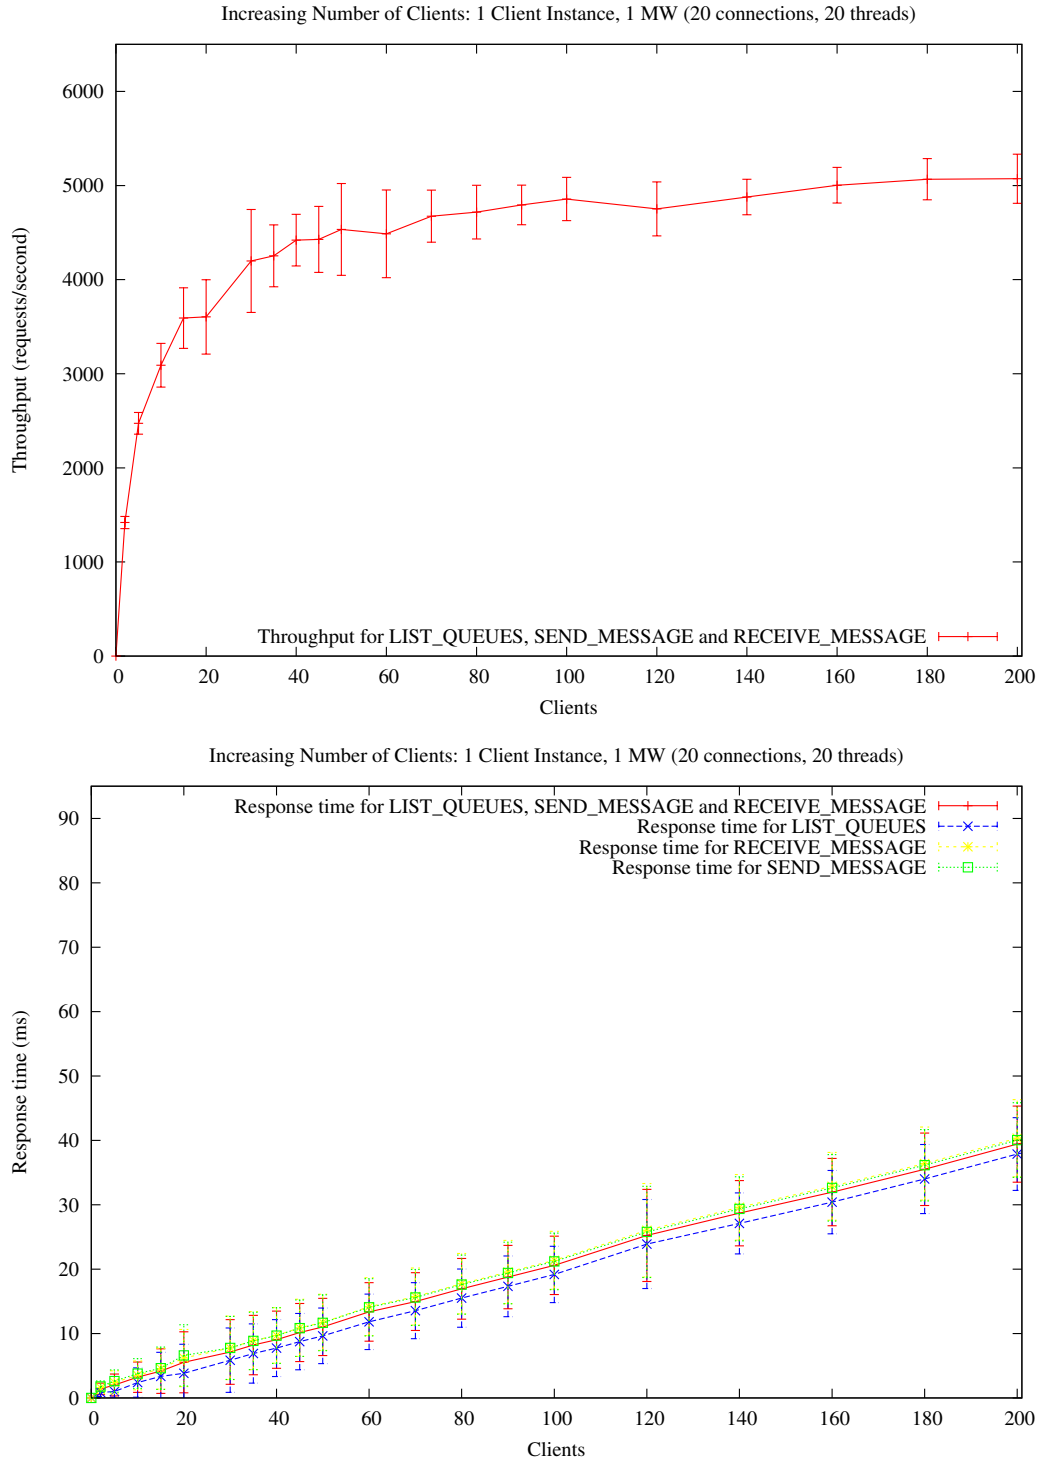 Increasing Number of Clients: 1 Client Instance, 1 MW (20 connections, 20 threads)
6000
5000
4000
3000
2000
1000
0
Throughput (requests/second)
Throughput for LIST_QUEUES, SEND_MESSAGE and RECEIVE_MESSAGE
0 20 40 60 80 100 120 140 160 180 200
Clients
Increasing Number of Clients: 1 Client Instance, 1 MW (20 connections, 20 threads)
90
80
70
60
50
40
30
20
10
0
Response time (ms)
Response time for LIST_QUEUES, SEND_MESSAGE and RECEIVE_MESSAGE
Response time for LIST_QUEUES
Response time for RECEIVE_MESSAGE
Response time for SEND_MESSAGE
0 20 40 60 80 100 120 140 160 180 200
Clients